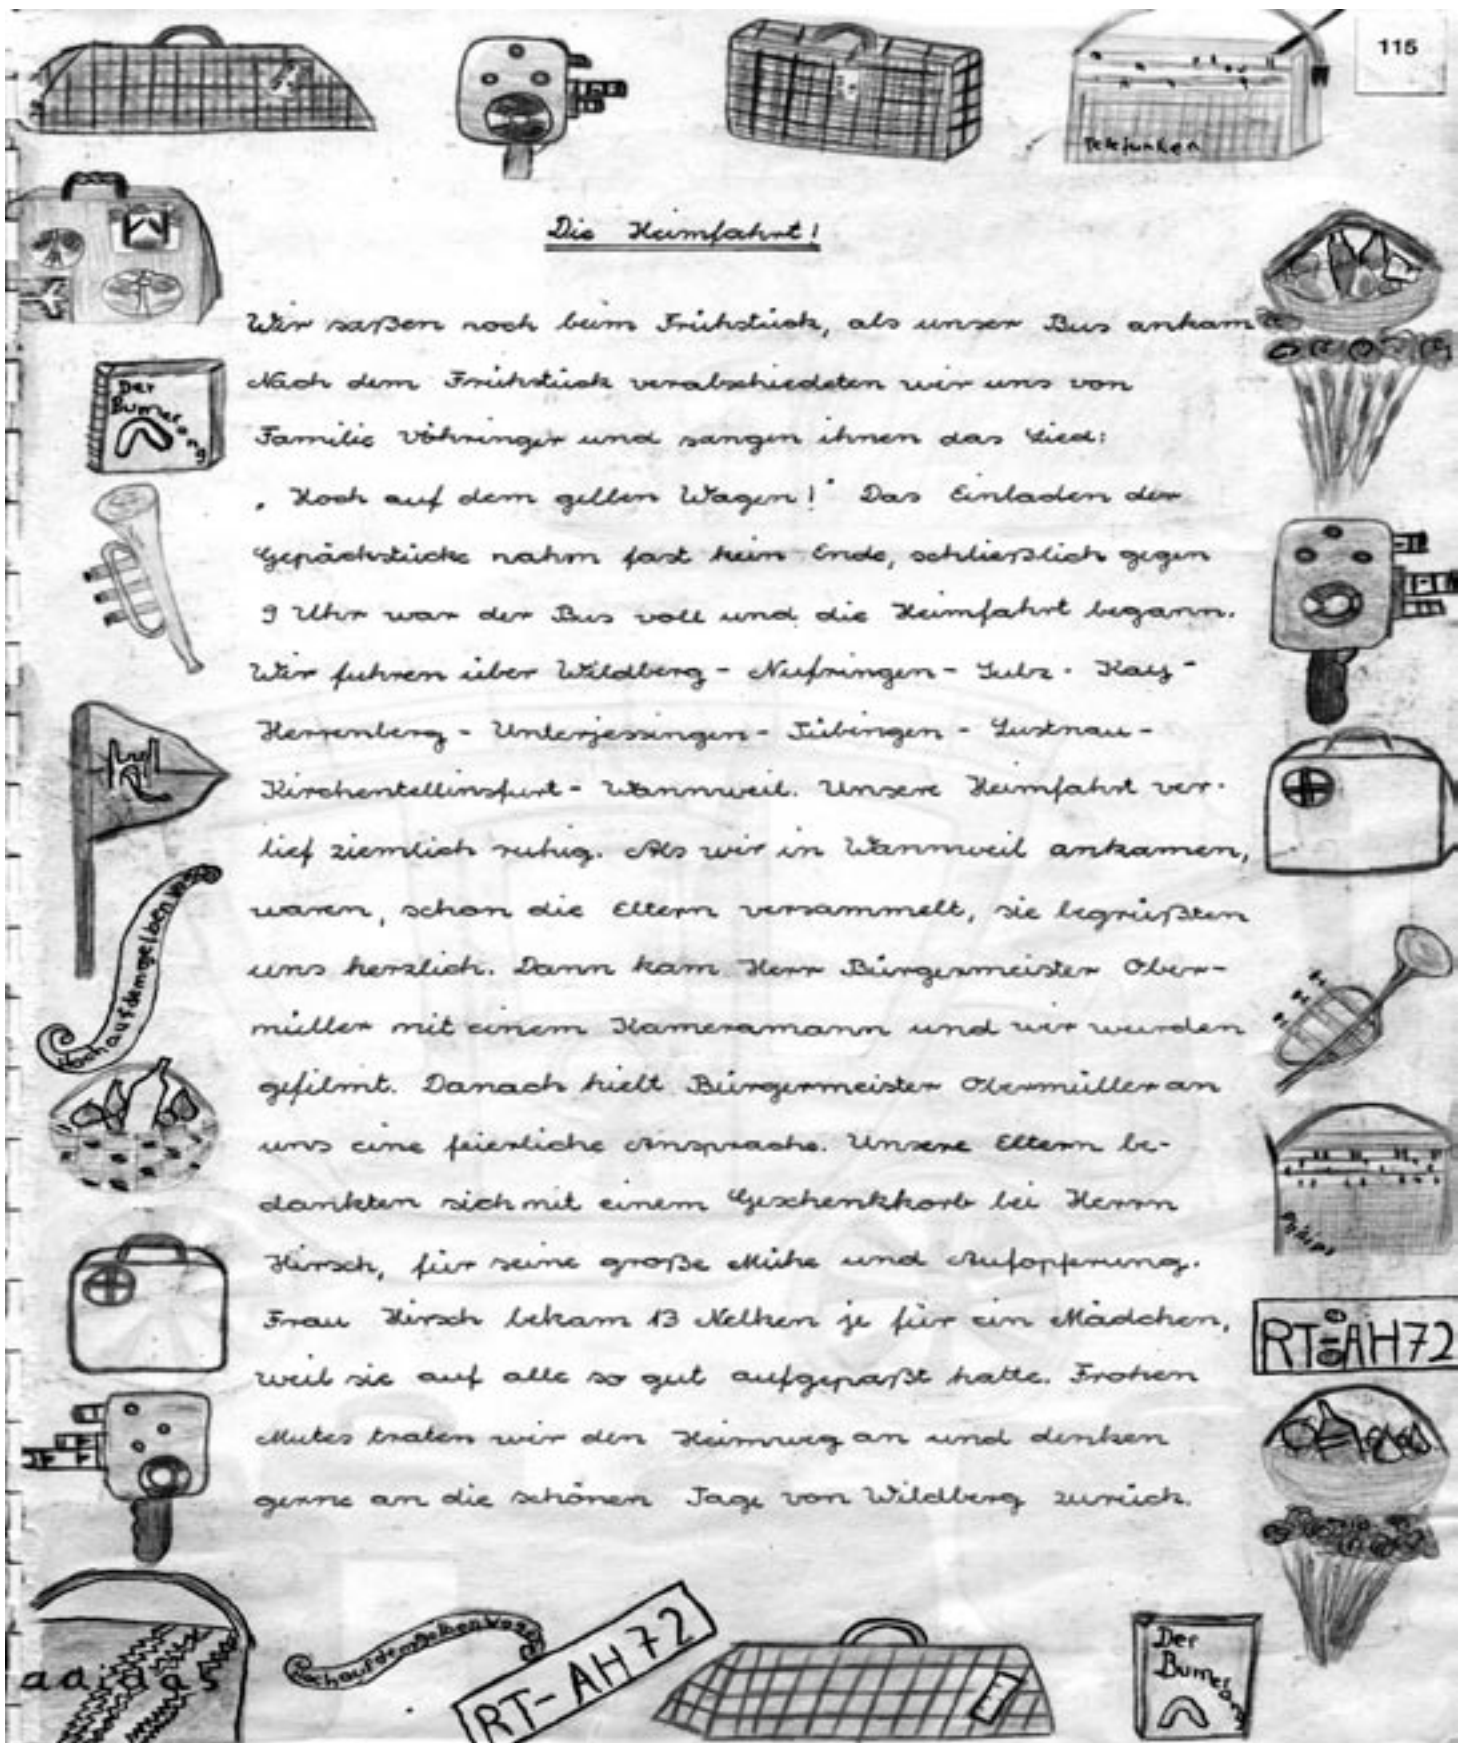 115
Telefunken
Die Heimfahrt!
Wir saßen noch beim Frühstück, als unser Bus ankam
Nach dem Frühstück verabschiedeten wir uns von
Der Bumerang
Familie Vöhringer und sangen ihnen das Lied:
„Hoch auf dem gelben Wagen!" Das Einladen der
Gepäckstücke nahm fast kein Ende, schließlich gegen
9 Uhr war der Bus voll und die Heimfahrt begann.
Wir fuhren über Wildberg - Nufringen - Sulz - Kay -
Herrenberg - Unterjessingen - Tübingen - Lustnau -
Kirchentellinsfurt - Wannweil. Unsere Heimfahrt ver-
lief ziemlich ruhig. Als wir in Wannweil ankamen,
waren, schon die Eltern versammelt, sie begrüßten
uns herzlich. Dann kam Herr Bürgermeister Ober-
Hoch auf dem gelben
müller mit einem Kameramann und wir wurden
gefilmt. Danach hielt Bürgermeister Obermüller an
uns eine feierliche Ansprache. Unsere Eltern be-
dankten sich mit einem Geschenkkorb bei Herrn
Philips
Hirsch, für seine große Mühe und Aufopferung.
Frau Hirsch bekam 13 Nelken je für ein Mädchen,
RT-AH72
weil sie auf alle so gut aufgepaßt hatte. Frohen
Mutes traten wir den Heimweg an und denken
gerne an die schönen Tage von Wildberg zurück.
adidas
Hoch auf dem gelben
RT-AH72
Der Bumerang